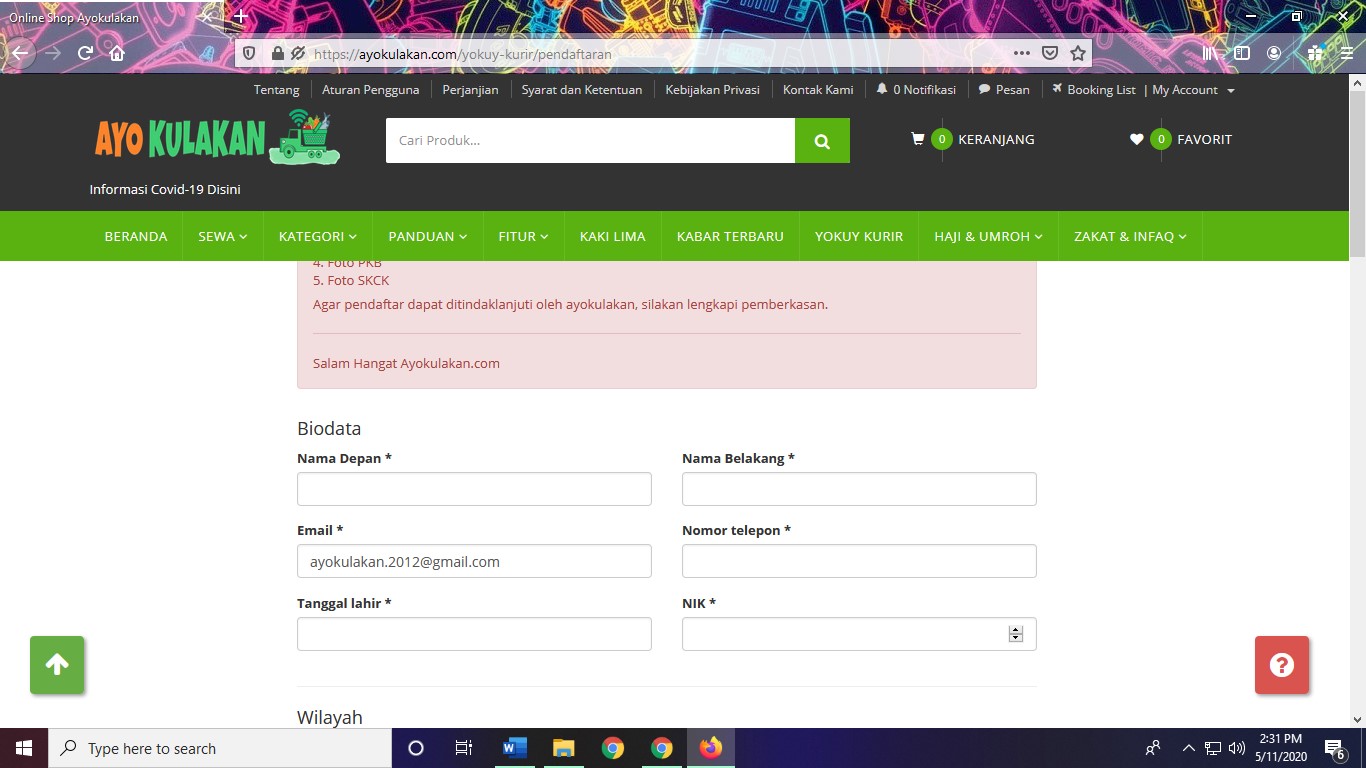 Online Shop Ayokulakan
https://ayokulakan.com/yokuy-kurir/pendaftaran
Tentang Aturan Pengguna Perjanjian Syarat dan Ketentuan Kebijakan Privasi Kontak Kami 0 Notifikasi Pesan Booking List | My Account
AYO KULAKAN
Cari Produk...
0 KERANJANG
0 FAVORIT
Informasi Covid-19 Disini
BERANDA SEWA KATEGORI PANDUAN FITUR KAKI LIMA KABAR TERBARU YOKUY KURIR HAJI & UMROH ZAKAT & INFAQ
4. Foto PKB
5. Foto SKCK
Agar pendaftar dapat ditindaklanjuti oleh ayokulakan, silakan lengkapi pemberkasan.
Salam Hangat Ayokulakan.com
Biodata
Nama Depan * Nama Belakang *
Email * Nomor telepon *
ayokulakan.2012@gmail.com
Tanggal lahir * NIK *
Wilayah
Type here to search
2:31 PM
5/11/2020
6